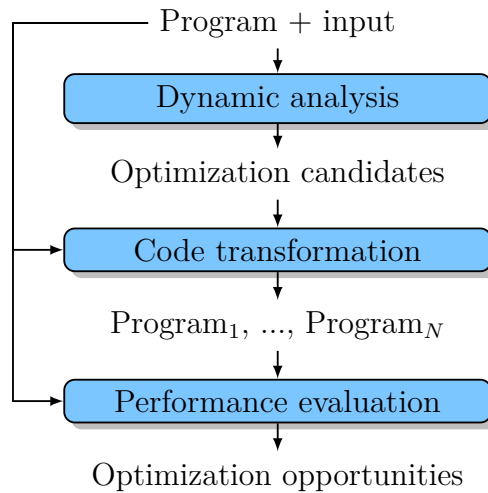 Program + input
Dynamic analysis
Optimization candidates
Code transformation
Program₁, ..., Program_N
Performance evaluation
Optimization opportunities